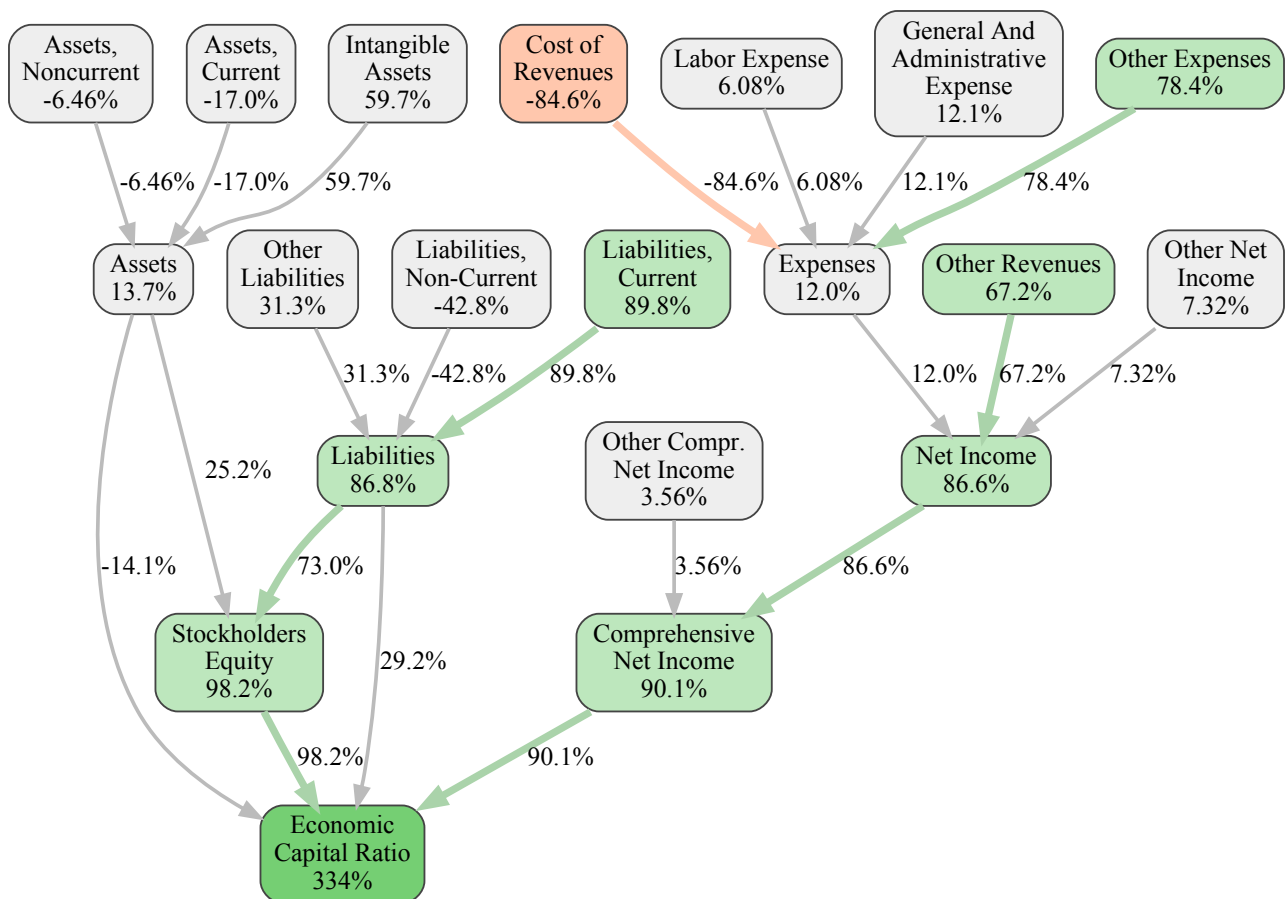 Assets,
Noncurrent
-6.46%
Assets,
Current
-17.0%
Intangible
Assets
59.7%
Cost of
Revenues
-84.6%
Labor Expense
6.08%
General And
Administrative
Expense
12.1%
Other Expenses
78.4%
-6.46%
-17.0%
59.7%
-84.6%
6.08%
12.1%
78.4%
Assets
13.7%
Other
Liabilities
31.3%
Liabilities,
Non-Current
-42.8%
Liabilities,
Current
89.8%
Expenses
12.0%
Other Revenues
67.2%
Other Net
Income
7.32%
31.3%
-42.8%
89.8%
12.0%
67.2%
7.32%
25.2%
Liabilities
86.8%
Other Compr.
Net Income
3.56%
Net Income
86.6%
-14.1%
73.0%
3.56%
86.6%
Stockholders
Equity
98.2%
29.2%
Comprehensive
Net Income
90.1%
98.2%
90.1%
Economic
Capital Ratio
334%